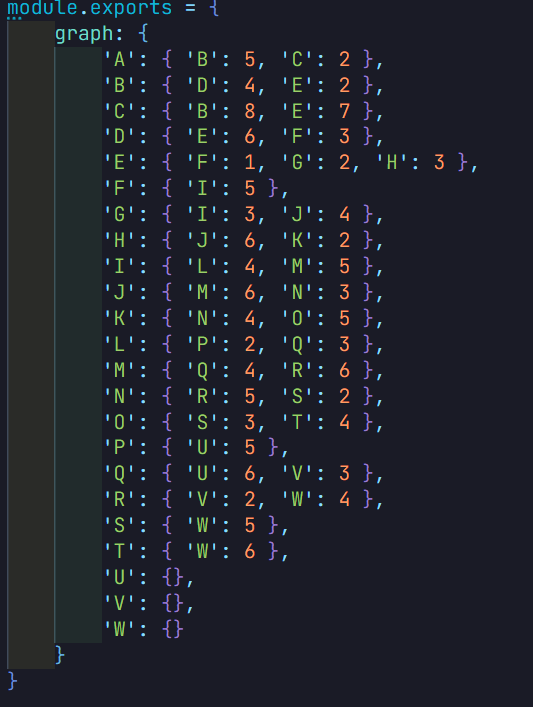 module.exports = {
    graph: {
        'A': { 'B': 5, 'C': 2 },
        'B': { 'D': 4, 'E': 2 },
        'C': { 'B': 8, 'E': 7 },
        'D': { 'E': 6, 'F': 3 },
        'E': { 'F': 1, 'G': 2, 'H': 3 },
        'F': { 'I': 5 },
        'G': { 'I': 3, 'J': 4 },
        'H': { 'J': 6, 'K': 2 },
        'I': { 'L': 4, 'M': 5 },
        'J': { 'M': 6, 'N': 3 },
        'K': { 'N': 4, 'O': 5 },
        'L': { 'P': 2, 'Q': 3 },
        'M': { 'Q': 4, 'R': 6 },
        'N': { 'R': 5, 'S': 2 },
        'O': { 'S': 3, 'T': 4 },
        'P': { 'U': 5 },
        'Q': { 'U': 6, 'V': 3 },
        'R': { 'V': 2, 'W': 4 },
        'S': { 'W': 5 },
        'T': { 'W': 6 },
        'U': {},
        'V': {},
        'W': {}
    }
}